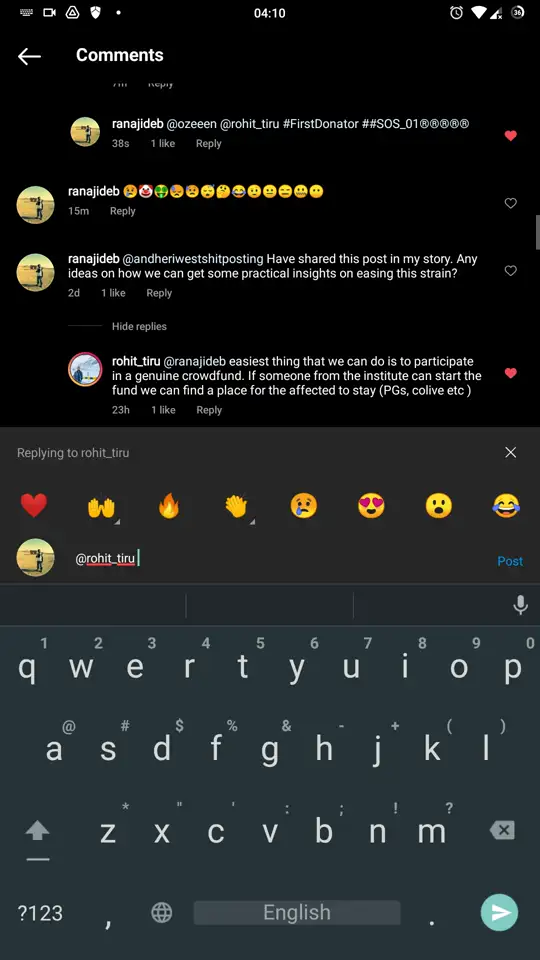 04:10
36
Comments
7m Reply
ranajideb @ozeeen @rohit_tiru #FirstDonator ##SOS_01®®®®®
38s 1 like Reply
ranajideb 😢🤡🤑😓😥😴🤔😂😐😐😑🤐😶
15m Reply
ranajideb @andheriwestshitposting Have shared this post in my story. Any
ideas on how we can get some practical insights on easing this strain?
2d 1 like Reply
Hide replies
rohit_tiru @ranajideb easiest thing that we can do is to participate
in a genuine crowdfund. If someone from the institute can start the
fund we can find a place for the affected to stay (PGs, colive etc )
23h 1 like Reply
Replying to rohit_tiru
@rohit_tiru
Post
1 2 3 4 5 6 7 8 9 0
q w e r t y u i o p
@ # $ % & - + ( )
a s d f g h j k l
* " ' : ; ! ?
z x c v b n m
?123 , English .